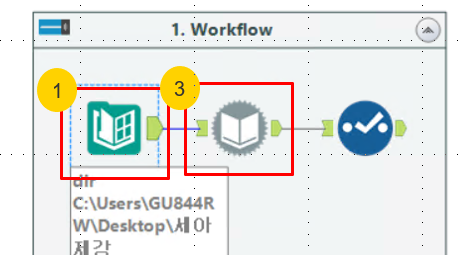 1. Workflow
1
3
dir
C:\Users\GU844R
W\Desktop\세아
제강